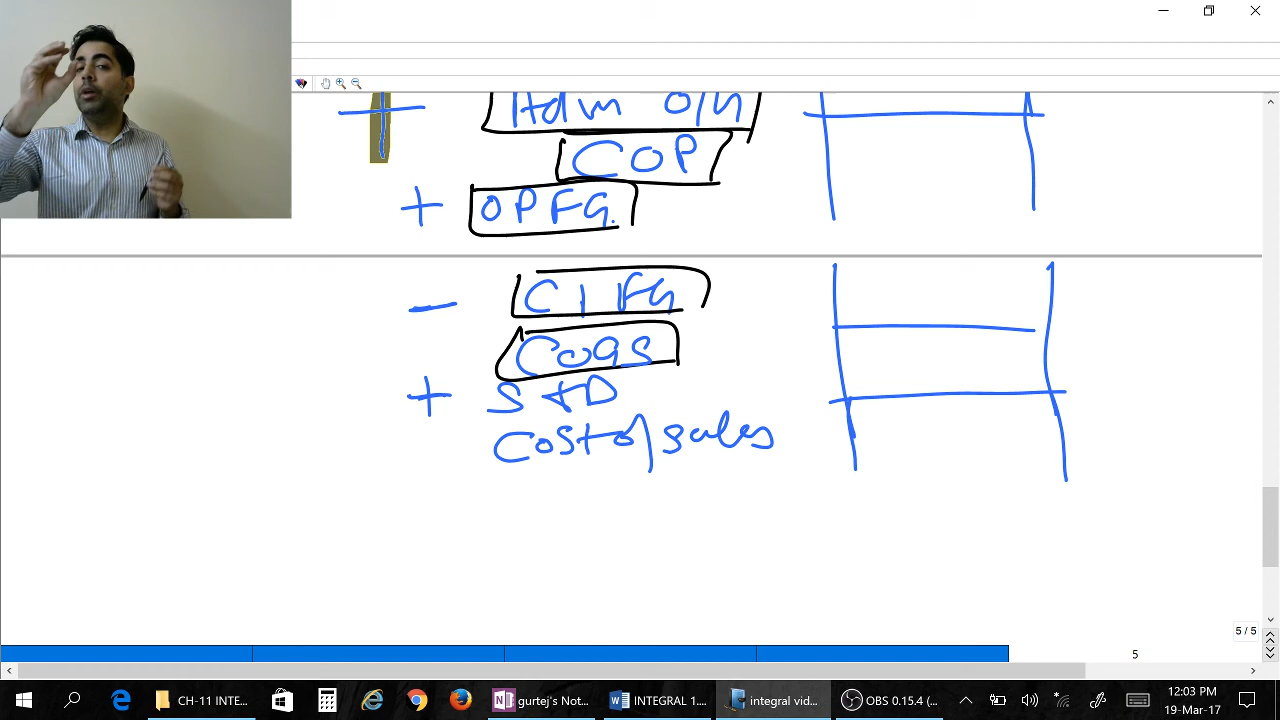 + Adm O/H
COP
+ OPFG.
- CIFG
COGS
+ S+D
Cost of sales
5 / 5
5
CH-11 INTE...
gurtej's Not...
INTEGRAL 1....
integral vid...
OBS 0.15.4 (...
12:03 PM
19-Mar-17